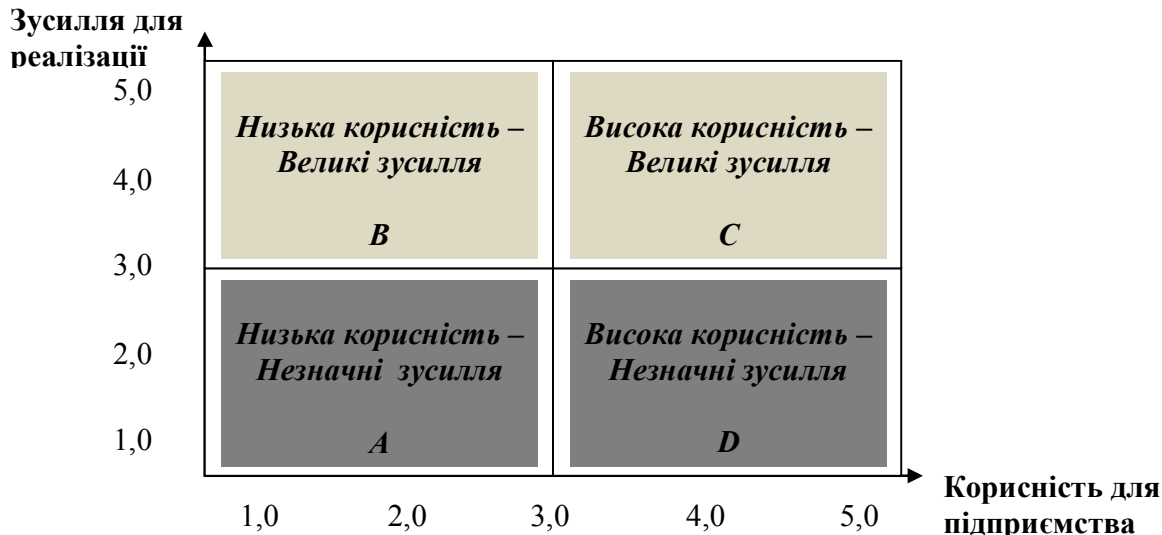 Зусилля для
реалізації
5,0
4,0
3,0
2,0
1,0
Низька корисність –
Великі зусилля
В
Висока корисність –
Великі зусилля
С
Низька корисність –
Незначні зусилля
А
Висока корисність –
Незначні зусилля
D
1,0 2,0 3,0 4,0 5,0
Корисність для
підприємства